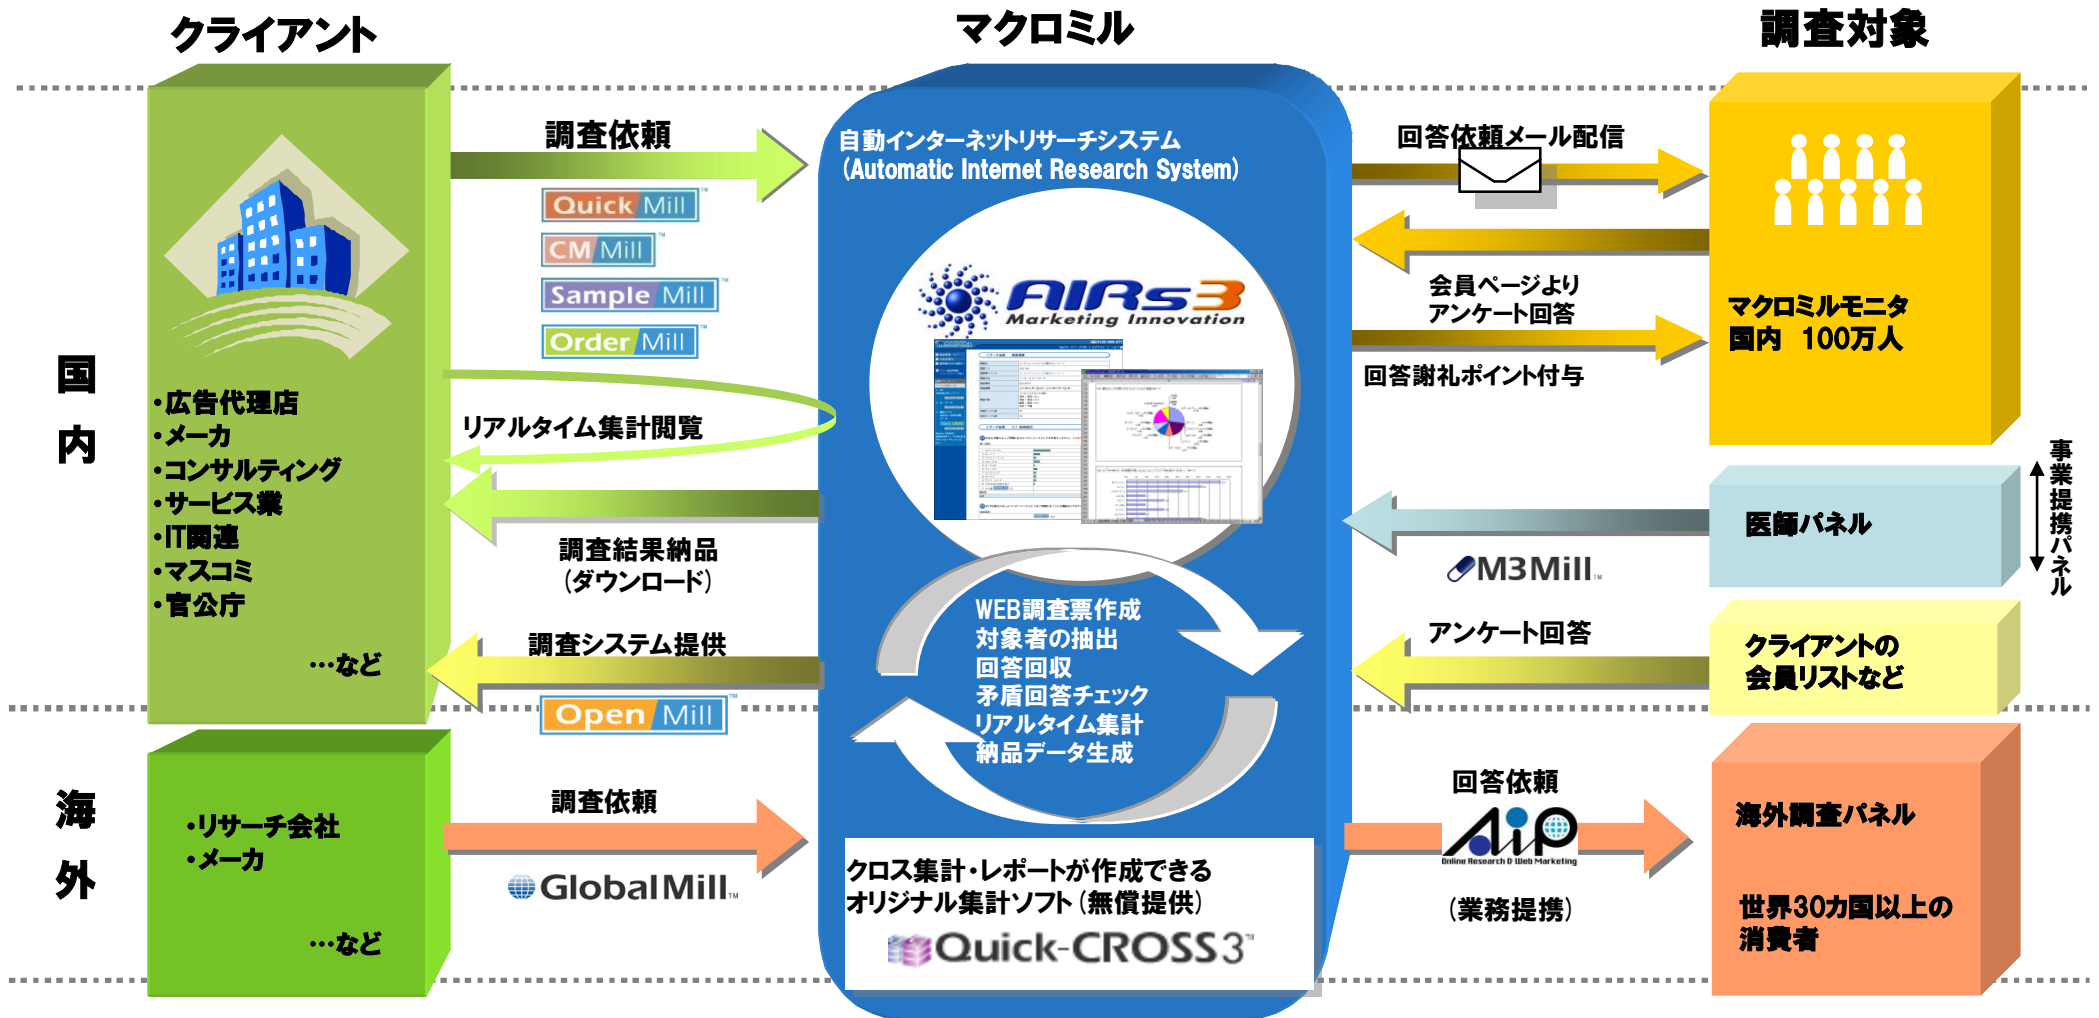 クライアント
マクロミル
調査対象
国内
・広告代理店
・メーカ
・コンサルティング
・サービス業
・IT関連
・マスコミ
・官公庁
…など
調査依頼
Quick Mill™
CM Mill™
Sample Mill™
Order Mill™
リアルタイム集計閲覧
調査結果納品
(ダウンロード)
調査システム提供
Open Mill™
自動インターネットリサーチシステム
(Automatic Internet Research System)
AIRs3
Marketing Innovation
WEB調査票作成
対象者の抽出
回答回収
矛盾回答チェック
リアルタイム集計
納品データ生成
回答依頼メール配信
会員ページより
アンケート回答
回答謝礼ポイント付与
マクロミルモニタ
国内　100万人
医師パネル
M3Mill™
事業提携パネル
アンケート回答
クライアントの
会員リストなど
海外
・リサーチ会社
・メーカ
…など
調査依頼
GlobalMill™
クロス集計・レポートが作成できる
オリジナル集計ソフト(無償提供)
Quick-CROSS3™
回答依頼
AiP
Online Research & Web Marketing
(業務提携)
海外調査パネル
世界30カ国以上の
消費者